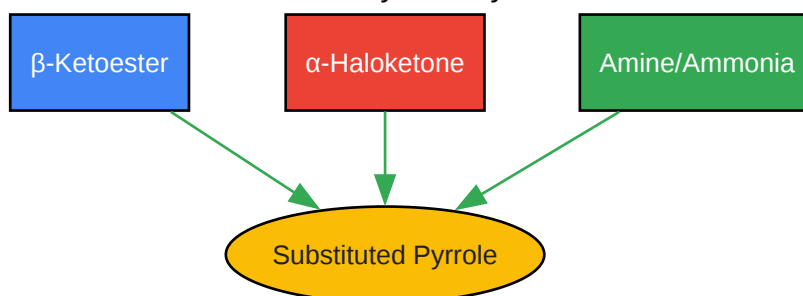 β-Ketoester
α-Haloketone
Amine/Ammonia
Substituted Pyrrole